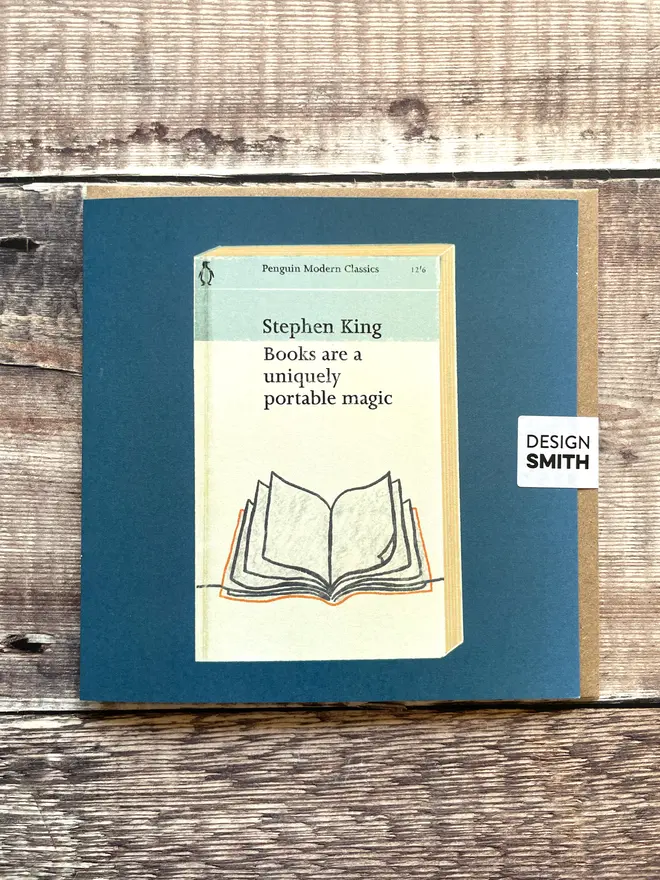 Penguin Modern Classics 12'6
Stephen King
Books are a
uniquely
portable magic
DESIGN
SMITH